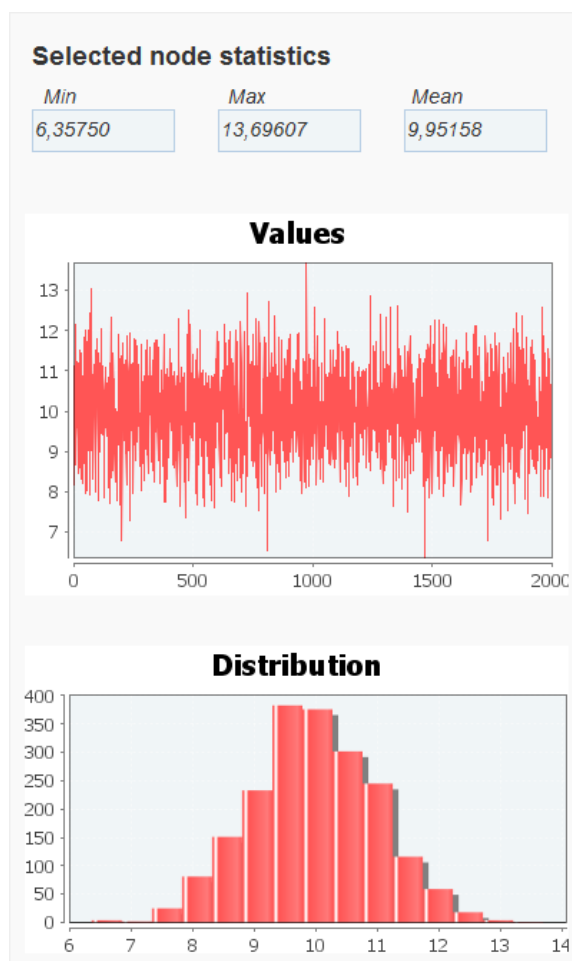 Selected node statistics
Min Max Mean
6,35750 13,69607 9,95158
Values
13
12
11
10
9
8
7
0 500 1000 1500 2000
Distribution
400
350
300
250
200
150
100
50
0
6 7 8 9 10 11 12 13 14